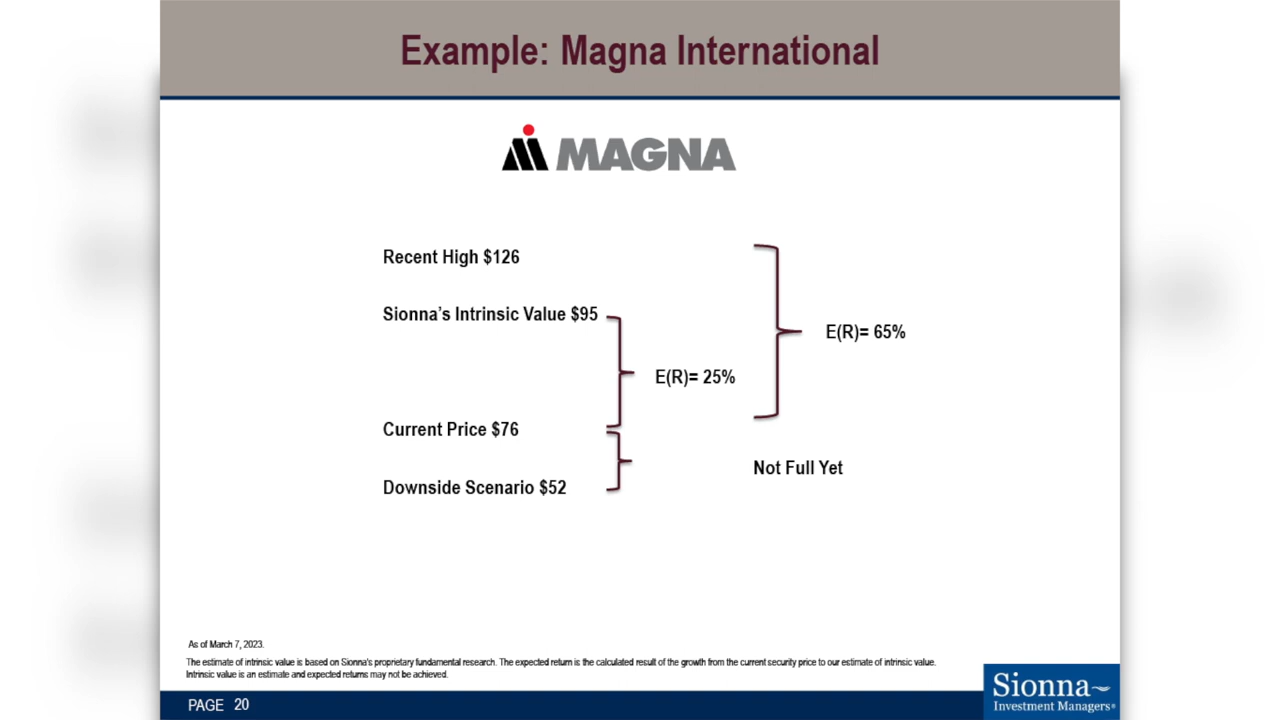 Example: Magna International
MAGNA
Recent High $126
Sionna's Intrinsic Value $95
E(R)= 65%
E(R)= 25%
Current Price $76
Not Full Yet
Downside Scenario $52
As of March 7, 2023.
The estimate of intrinsic value is based on Sionna's proprietary fundamental research. The expected return is the calculated result of the growth from the current security price to our estimate of intrinsic value.
Intrinsic value is an estimate and expected returns may not be achieved.
PAGE 20
Sionna
Investment Managers®